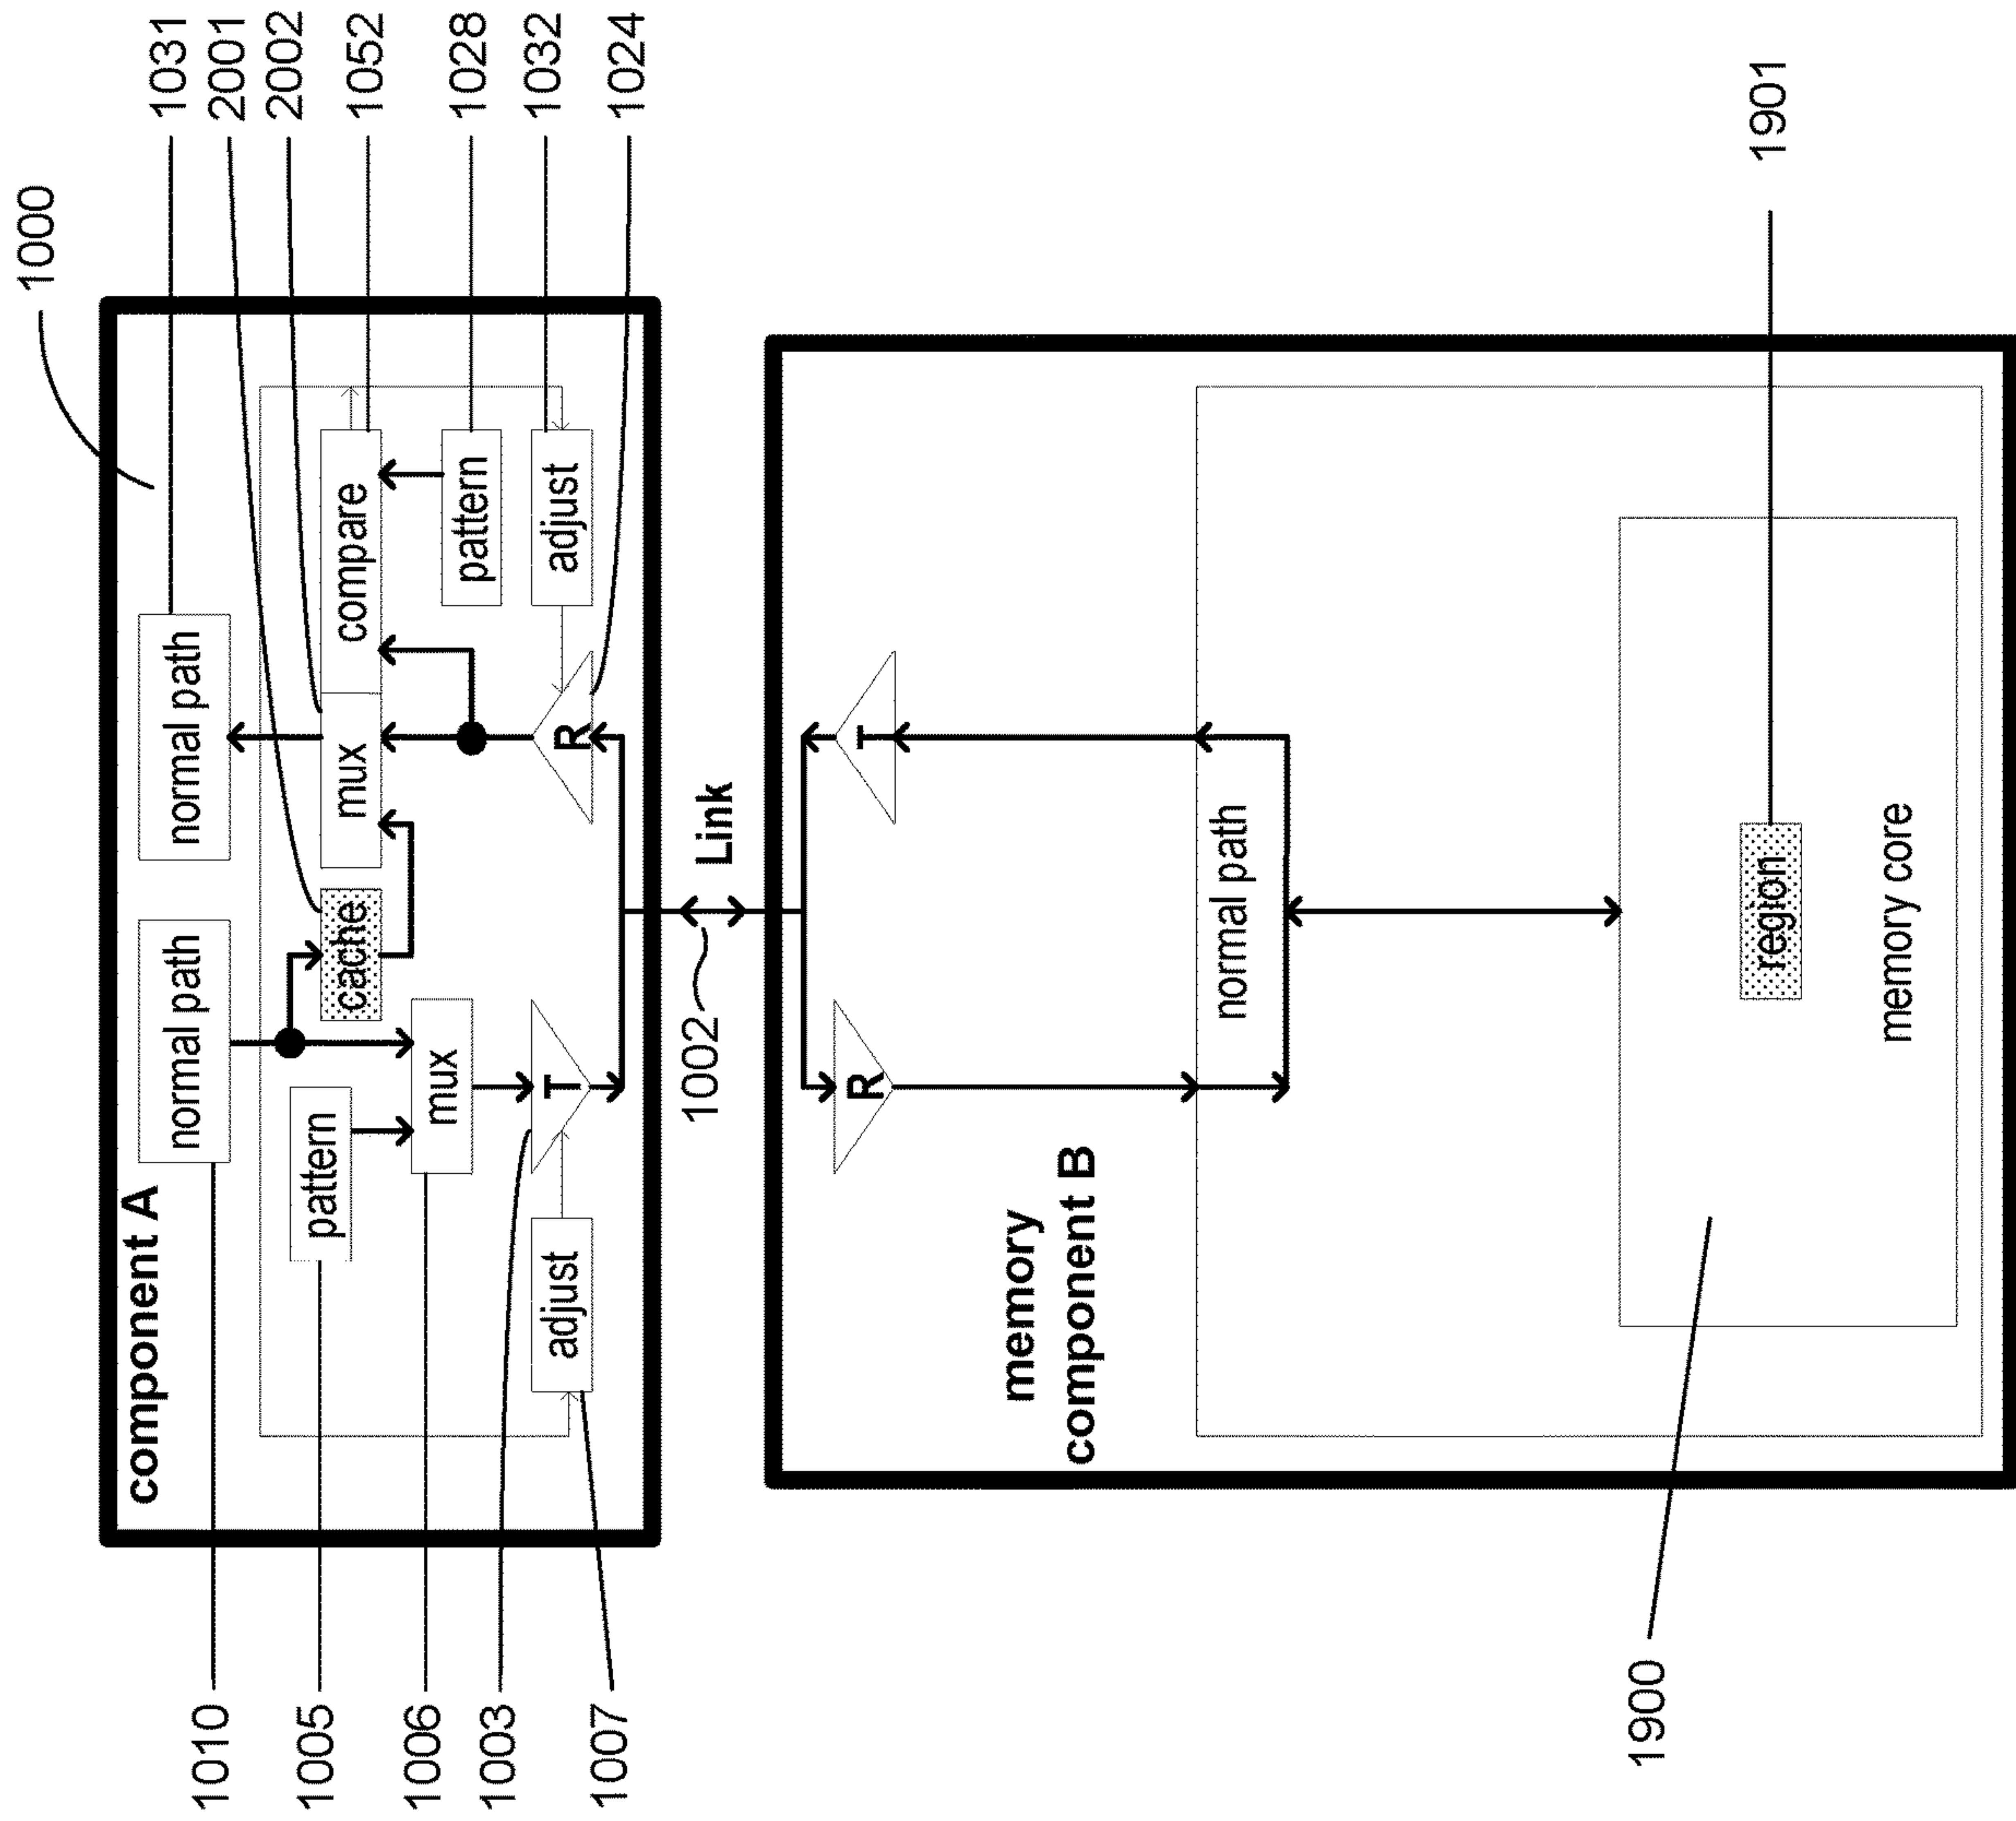 1000
1010
1005
1006
1003
1007
component A
normal path
normal path
pattern
cache
mux
mux
compare
pattern
adjust
T
R
adjust
1031
2001
2002
1052
1028
1032
1024
1002
Link
memory
component B
R
T
normal path
region
memory core
1900
1901